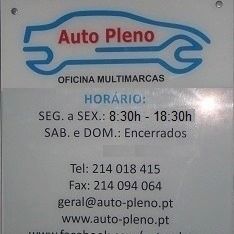 Auto Pleno
OFICINA MULTIMARCAS
HORÁRIO:
SEG. a SEX.: 8:30h - 18:30h
SAB. e DOM.: Encerrados
Tel: 214 018 415
Fax: 214 094 064
geral@auto-pleno.pt
www.auto-pleno.pt